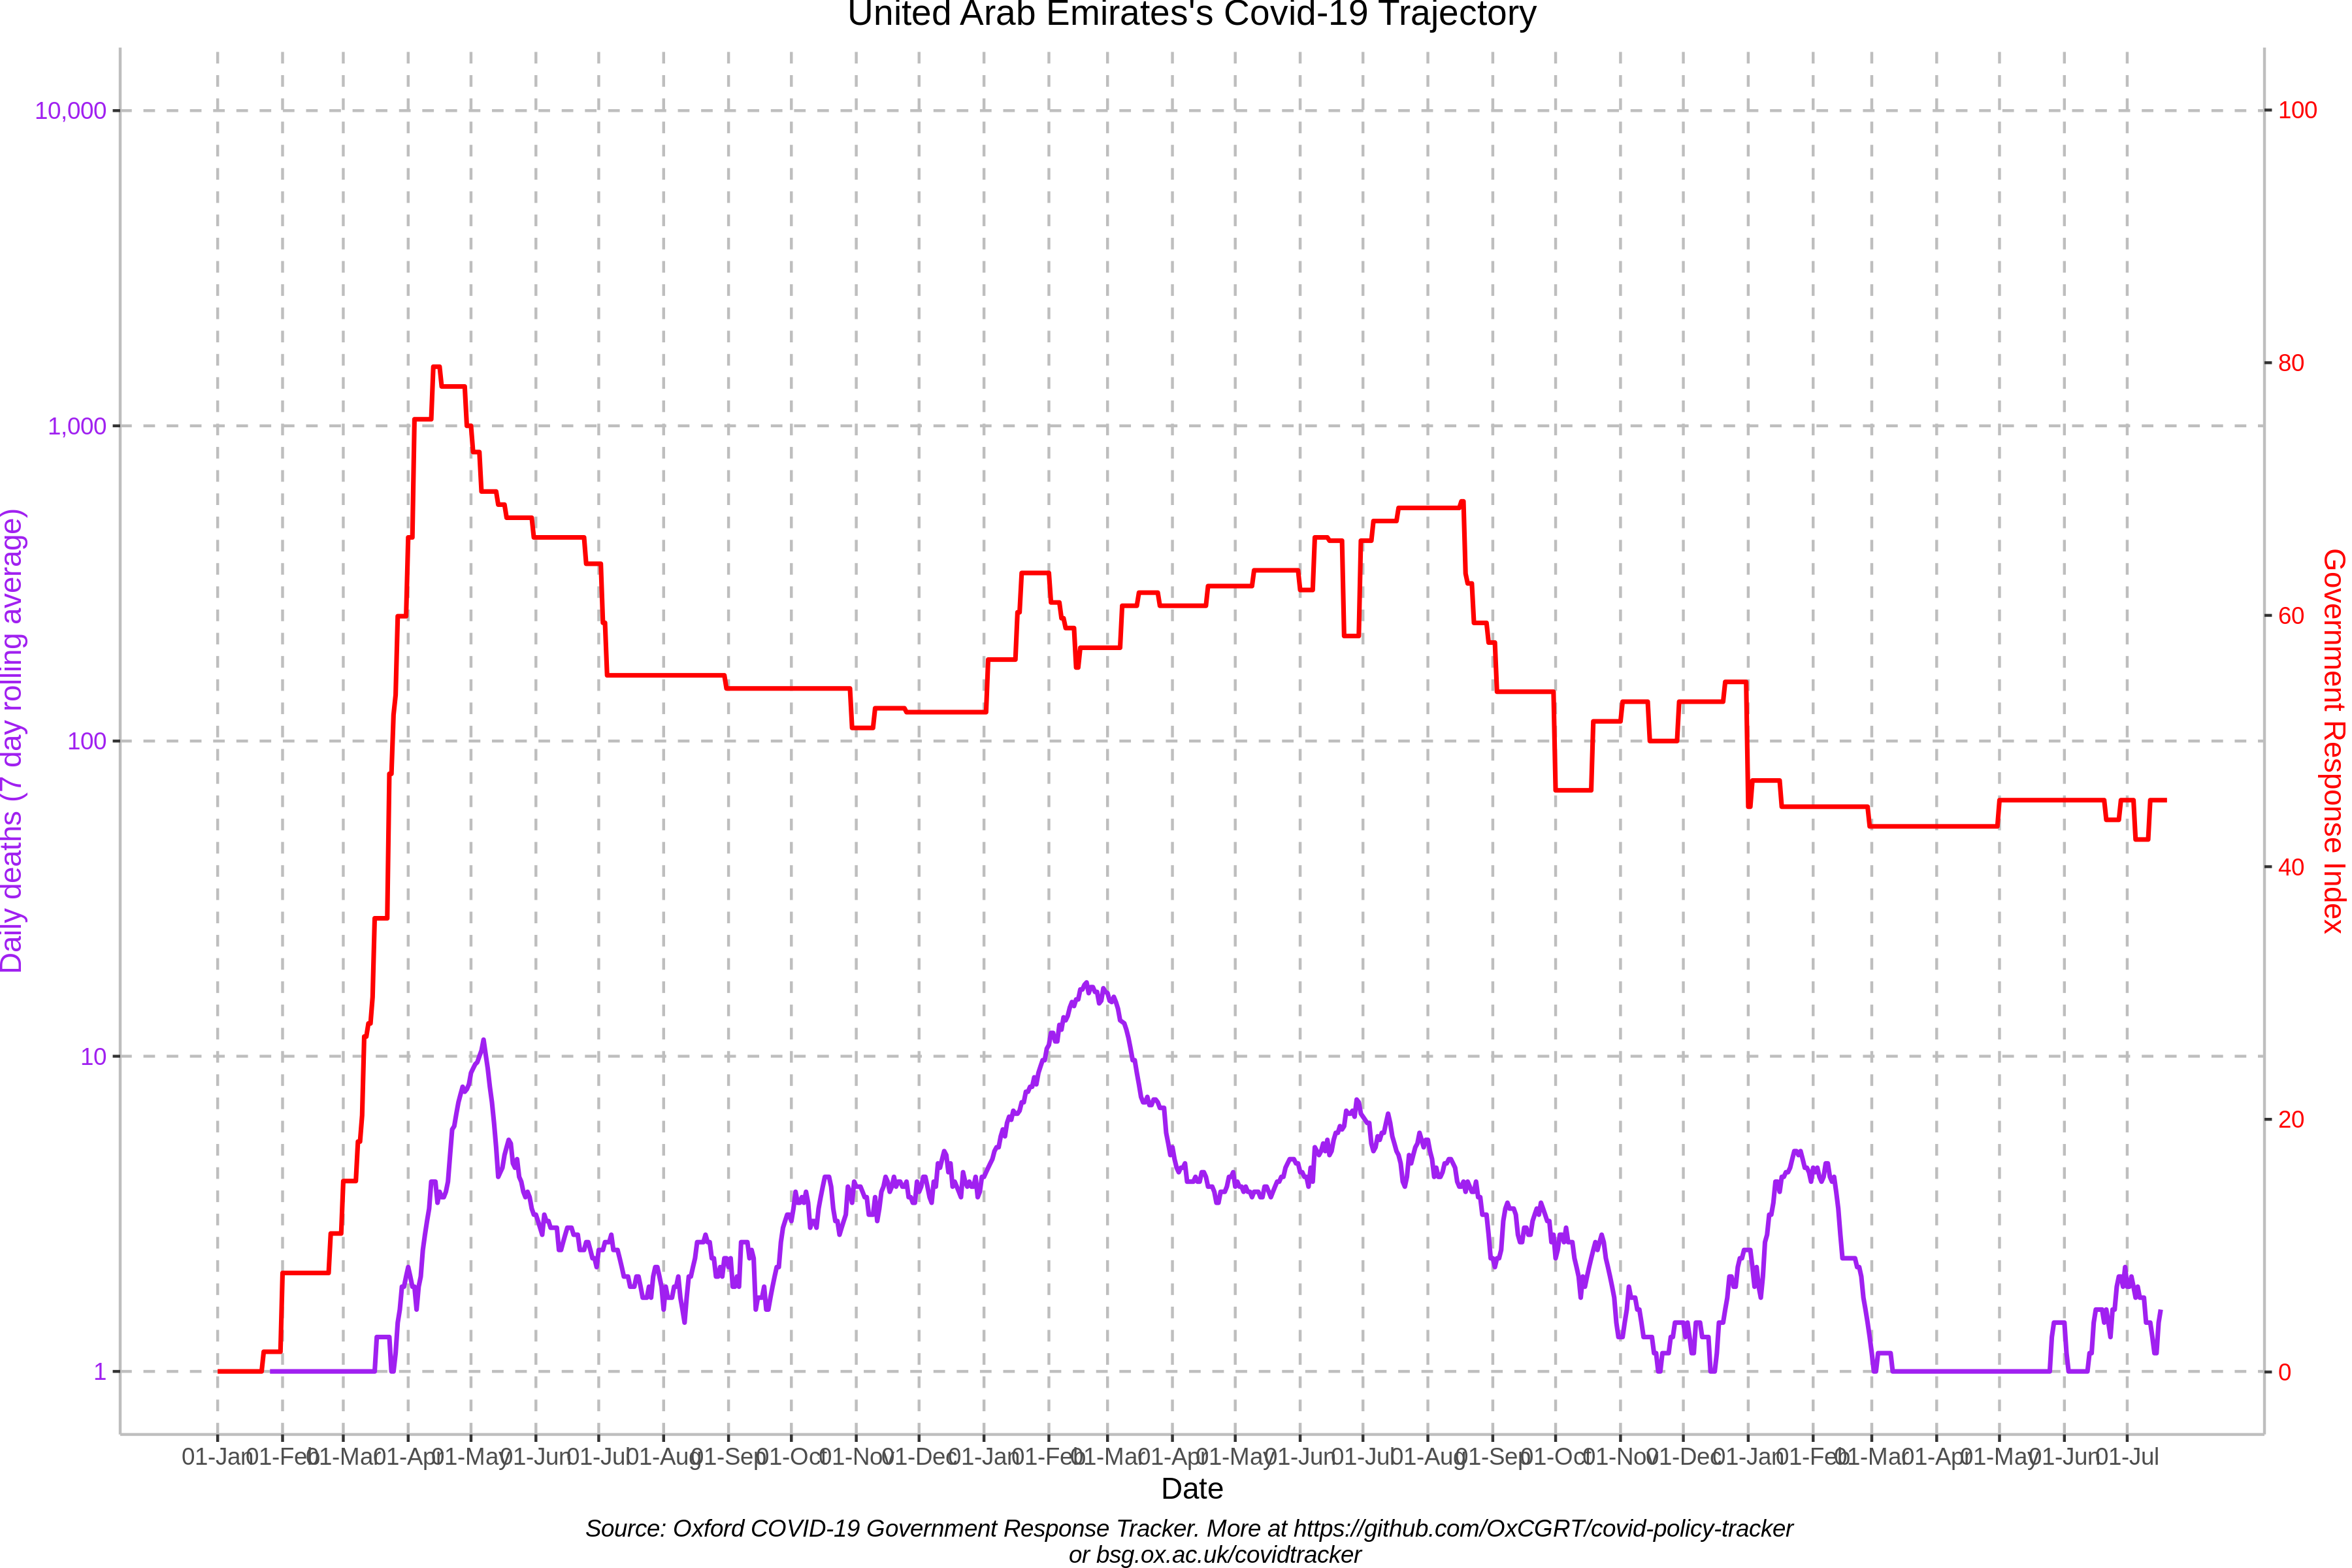 United Arab Emirates's Covid-19 Trajectory
10,000
1,000
100
10
1
Daily deaths (7 day rolling average)
100
80
60
40
20
0
Government Response Index
01-Jan 01-Feb 01-Mar 01-Apr 01-May 01-Jun 01-Jul 01-Aug 01-Sep 01-Oct 01-Nov 01-Dec 01-Jan 01-Feb 01-Mar 01-Apr 01-May 01-Jun 01-Jul 01-Aug 01-Sep 01-Oct 01-Nov 01-Dec 01-Jan 01-Feb 01-Mar 01-Apr 01-May 01-Jun 01-Jul
Date
Source: Oxford COVID-19 Government Response Tracker. More at https://github.com/OxCGRT/covid-policy-tracker
or bsg.ox.ac.uk/covidtracker